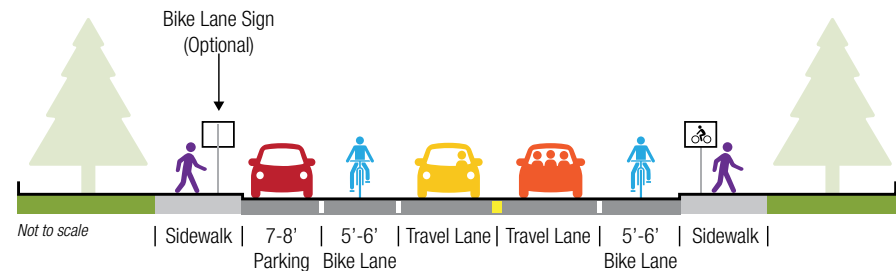 Bike Lane Sign
(Optional)
Not to scale
Sidewalk
7-8’
Parking
5’-6’
Bike Lane
Travel Lane
Travel Lane
5’-6’
Bike Lane
Sidewalk